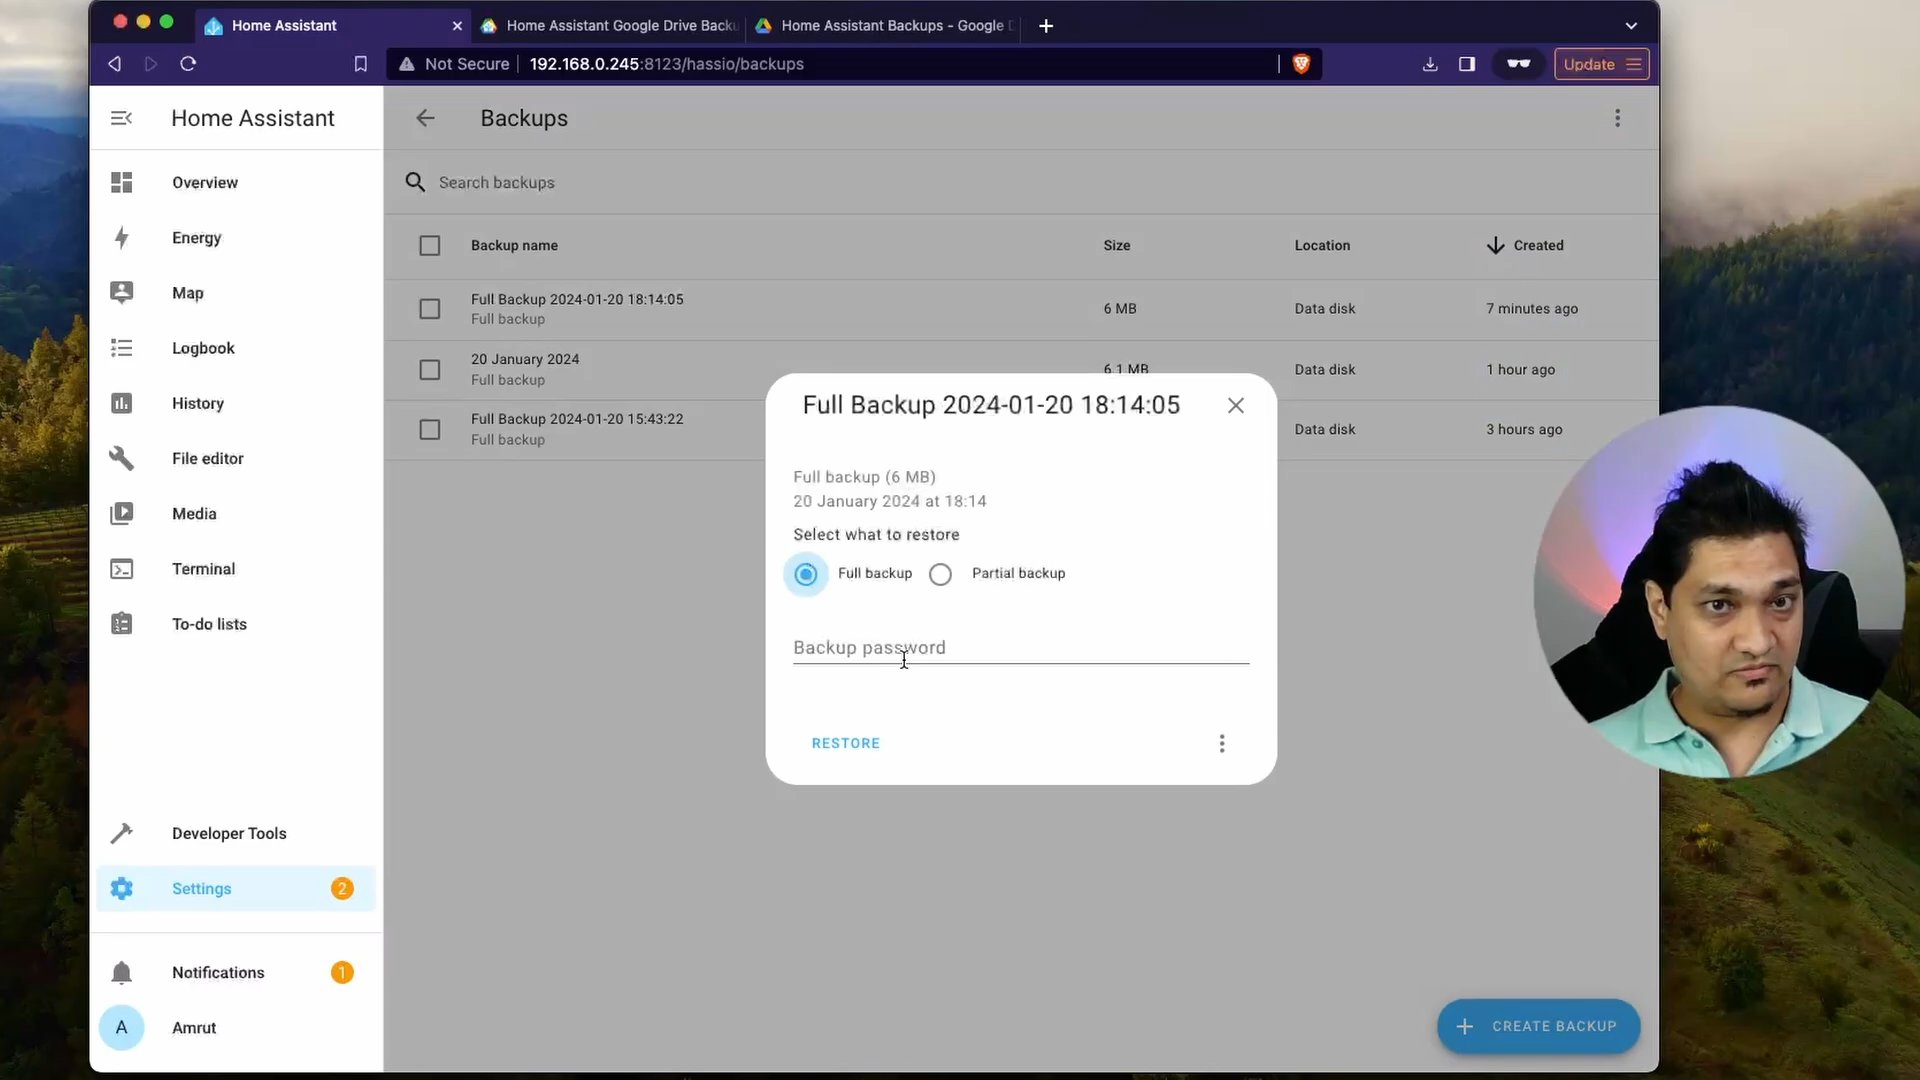 Home Assistant
Home Assistant Google Drive Backu
Home Assistant Backups - Google D
Not Secure
192.168.0.245:8123/hassio/backups
Update
Home Assistant
Backups
Overview
Energy
Map
Logbook
History
File editor
Media
Terminal
To-do lists
Developer Tools
Settings
2
Notifications
1
A
Amrut
Search backups
Backup name
Size
Location
Created
Full Backup 2024-01-20 18:14:05
Full backup
6 MB
Data disk
7 minutes ago
20 January 2024
Full backup
6.1 MB
Data disk
1 hour ago
Full Backup 2024-01-20 15:43:22
Full backup
Data disk
3 hours ago
Full Backup 2024-01-20 18:14:05
Full backup (6 MB)
20 January 2024 at 18:14
Select what to restore
Full backup
Partial backup
Backup password
RESTORE
CREATE BACKUP